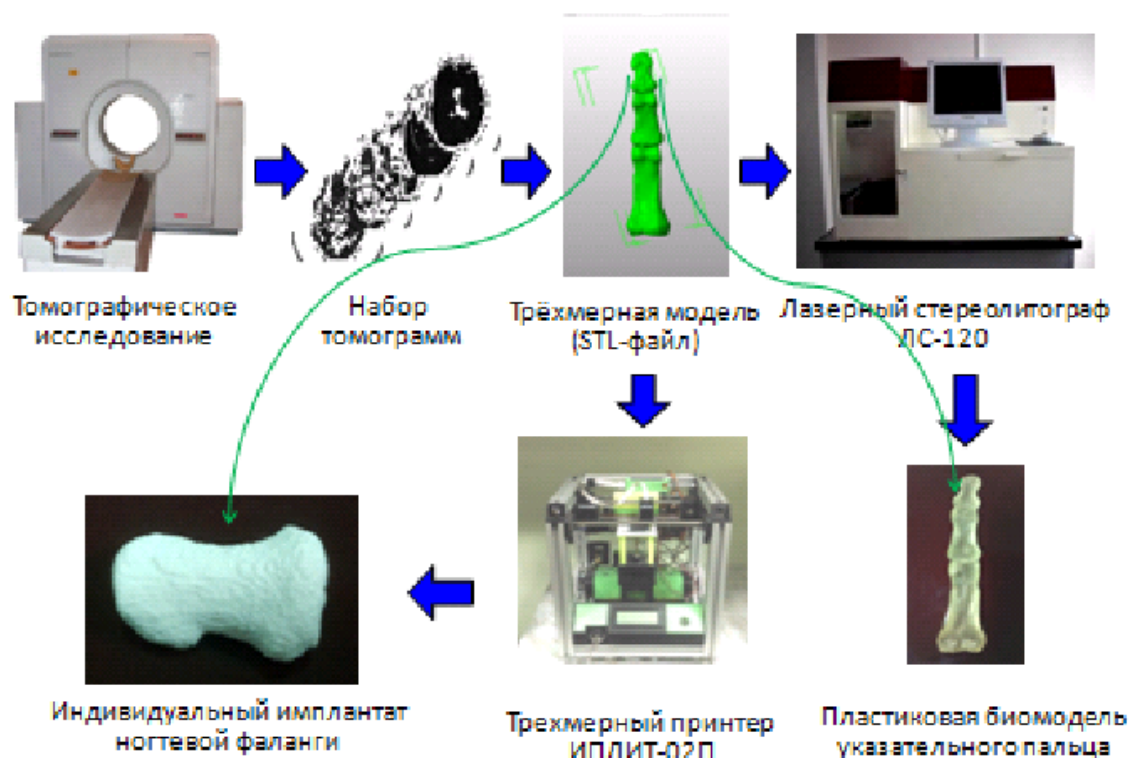 Томографическое
исследование
Набор
томограмм
Трёхмерная модель
(STL-файл)
Лазерный стереолитограф
ЛС-120
Индивидуальный имплантат
ногтевой фаланги
Трехмерный принтер
ИПЛИТ-02П
Пластиковая биомодель
указательного пальца